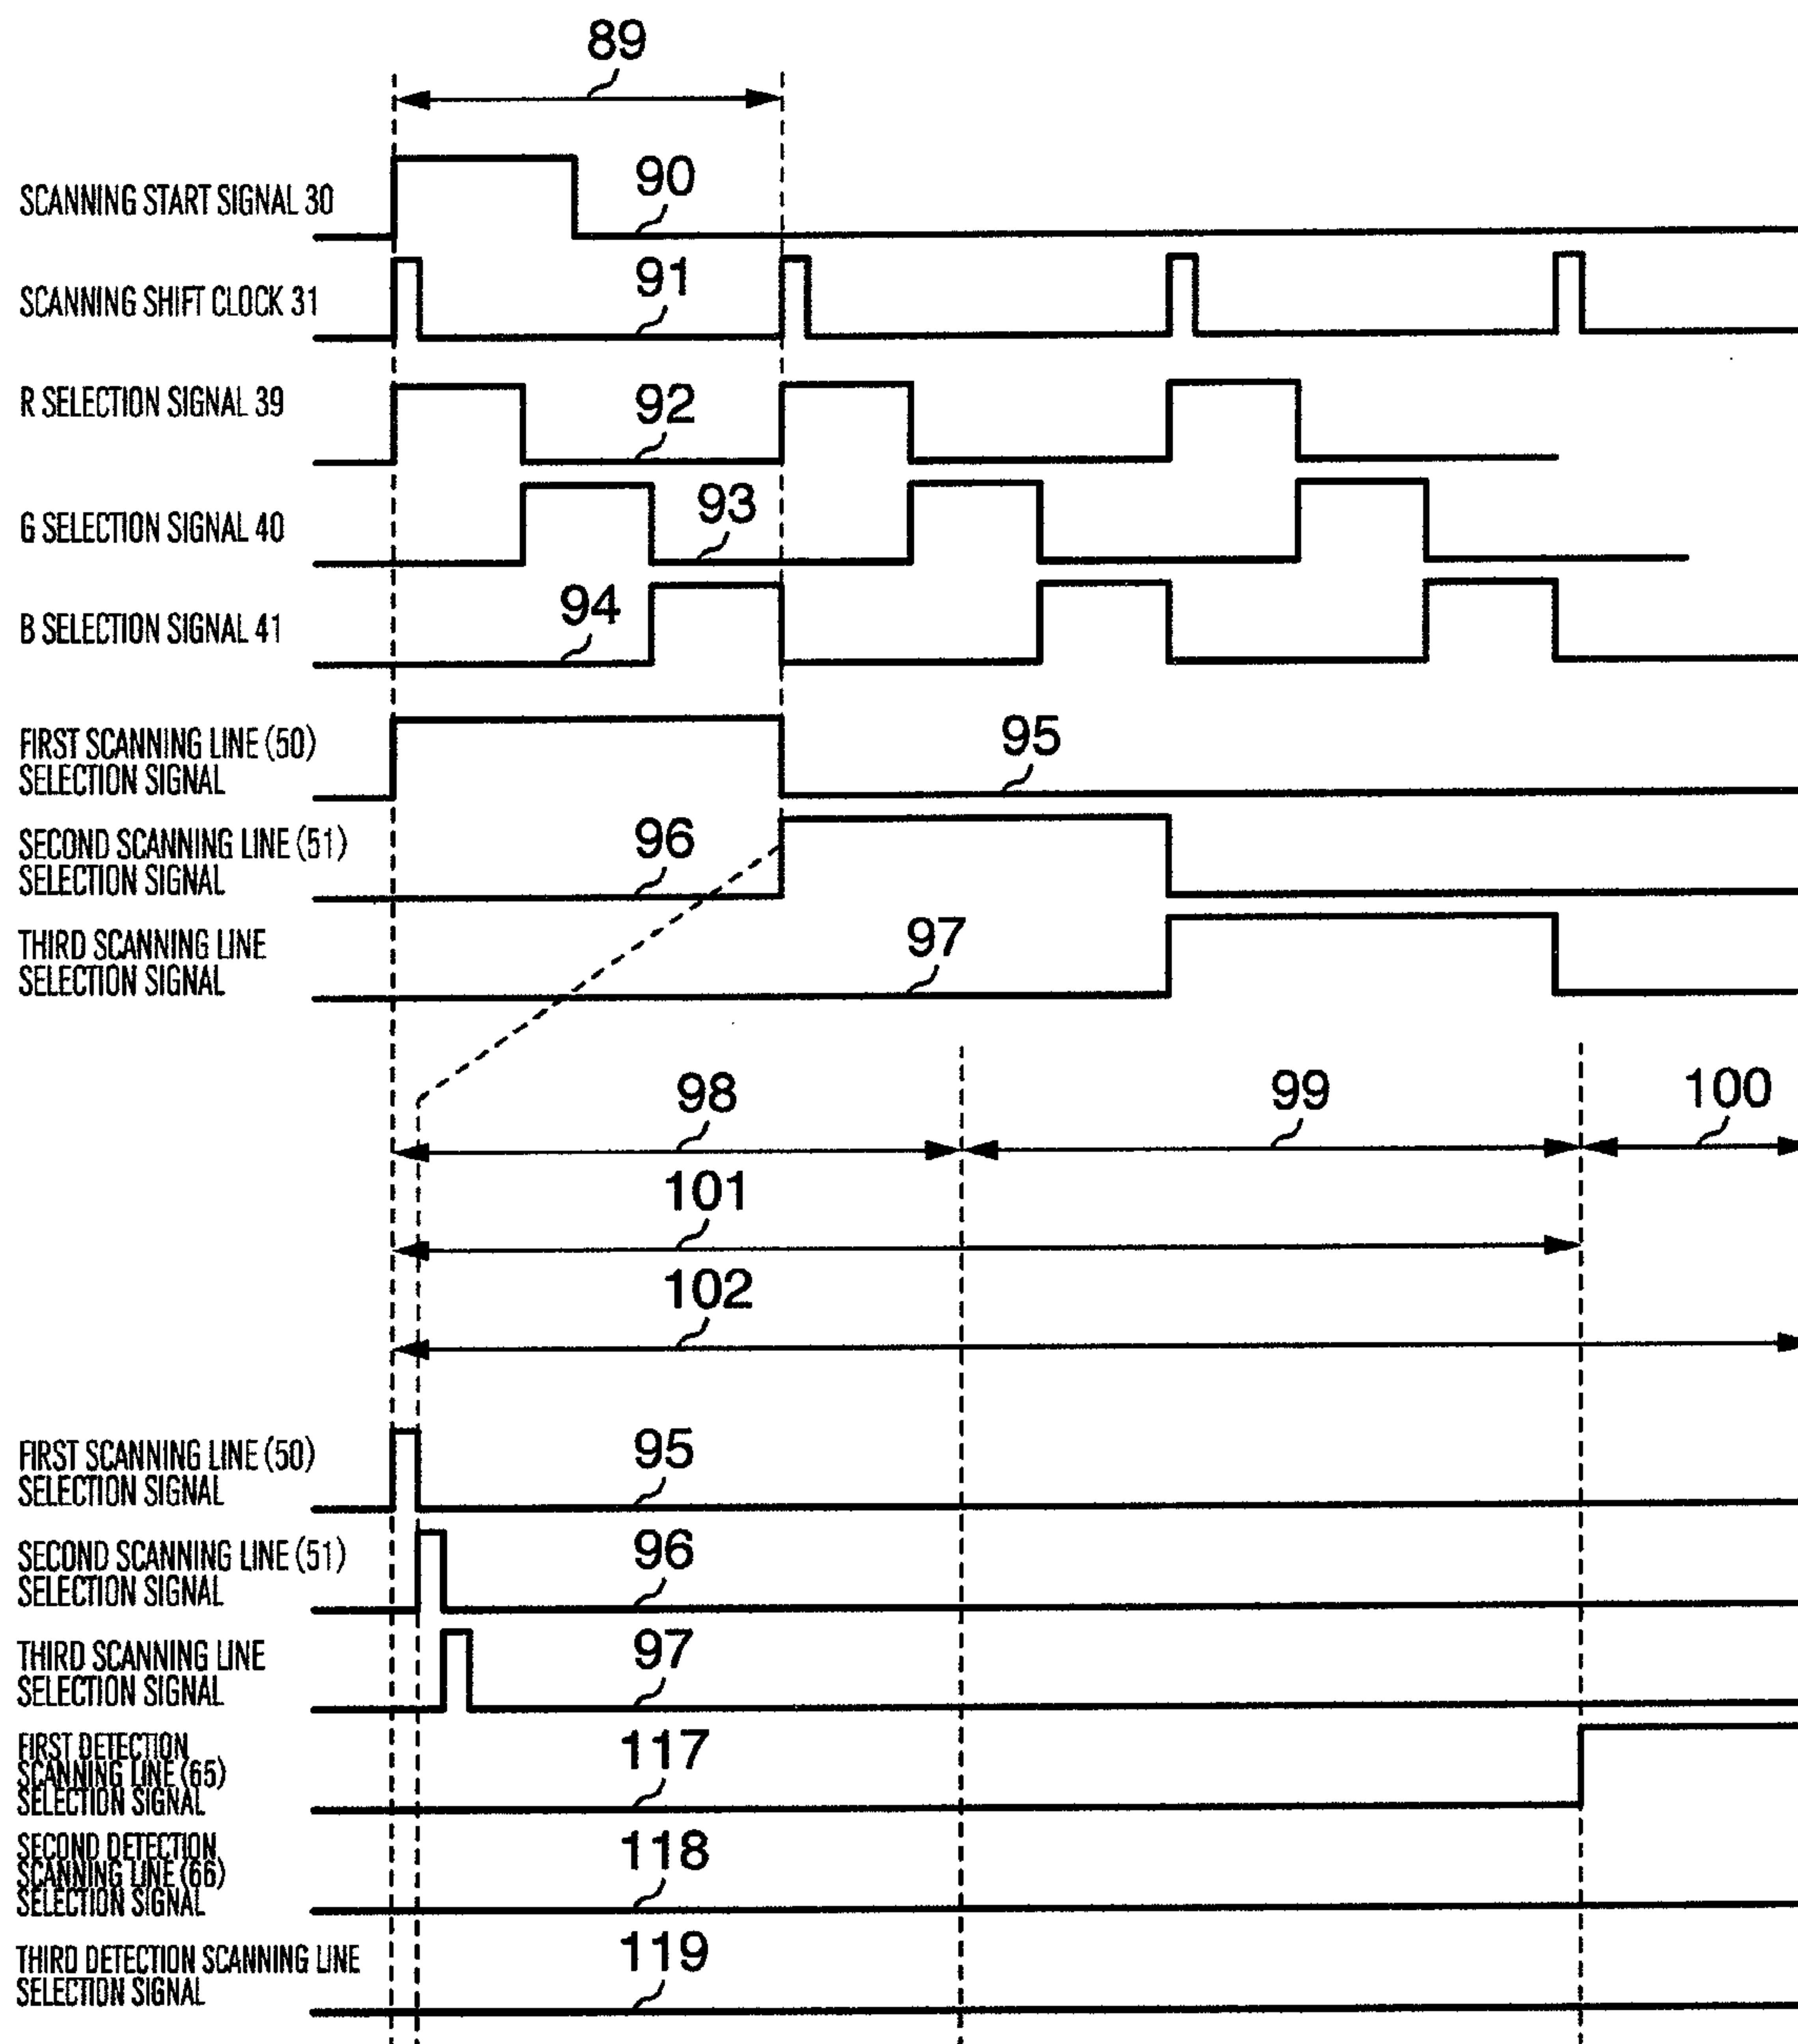 89
SCANNING START SIGNAL 30
90
SCANNING SHIFT CLOCK 31
91
R SELECTION SIGNAL 39
92
G SELECTION SIGNAL 40
93
B SELECTION SIGNAL 41
94
FIRST SCANNING LINE (50)
SELECTION SIGNAL
95
SECOND SCANNING LINE (51)
SELECTION SIGNAL
96
THIRD SCANNING LINE
SELECTION SIGNAL
97
98
99
100
101
102
FIRST SCANNING LINE (50)
SELECTION SIGNAL
95
SECOND SCANNING LINE (51)
SELECTION SIGNAL
96
THIRD SCANNING LINE
SELECTION SIGNAL
97
FIRST DETECTION
SCANNING LINE (65)
SELECTION SIGNAL
117
SECOND DETECTION
SCANNING LINE (66)
SELECTION SIGNAL
118
THIRD DETECTION SCANNING LINE
SELECTION SIGNAL
119